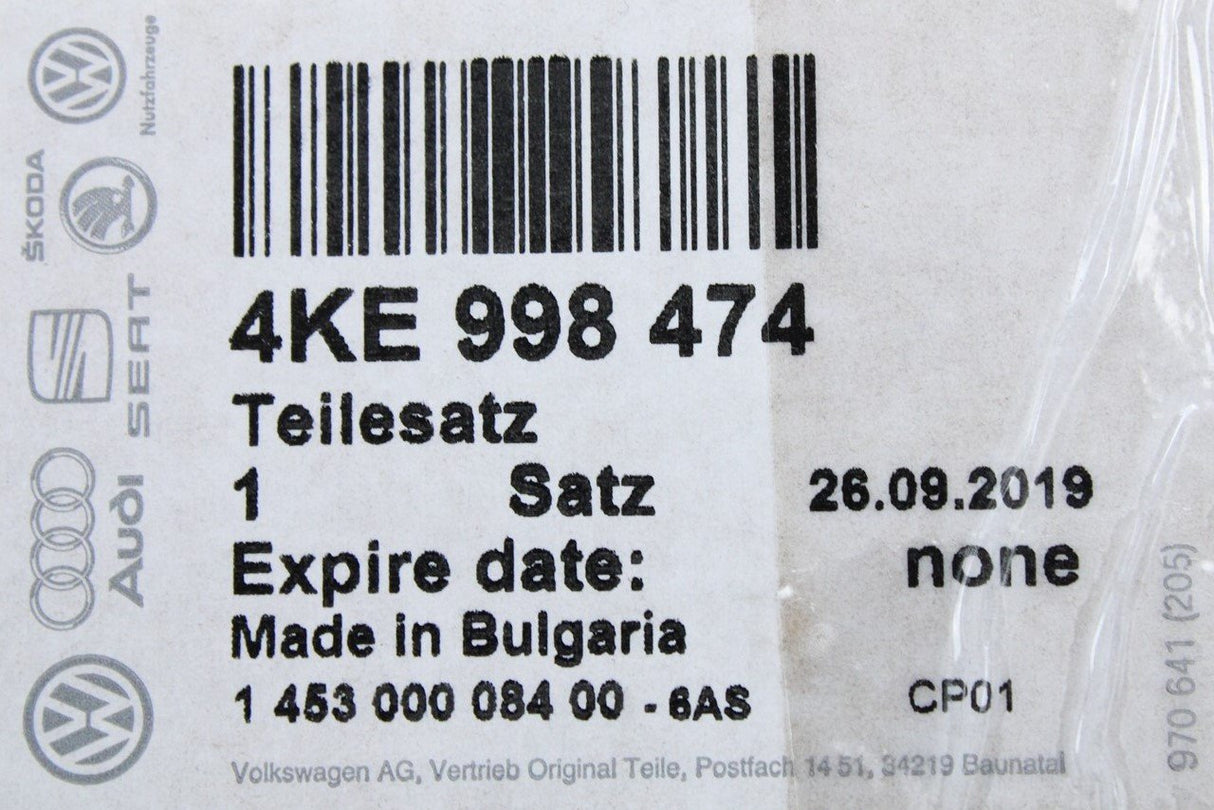 Nutzfahrzeuge
ŠKODA
SEAT
Audi
4KE 998 474
Teilesatz
1 Satz 26.09.2019
Expire date: none
Made in Bulgaria
1 453 000 084 00 - 6AS CP01
Volkswagen AG, Vertrieb Original Teile, Postfach 14 51, 34219 Baunatal
970 641 (205)